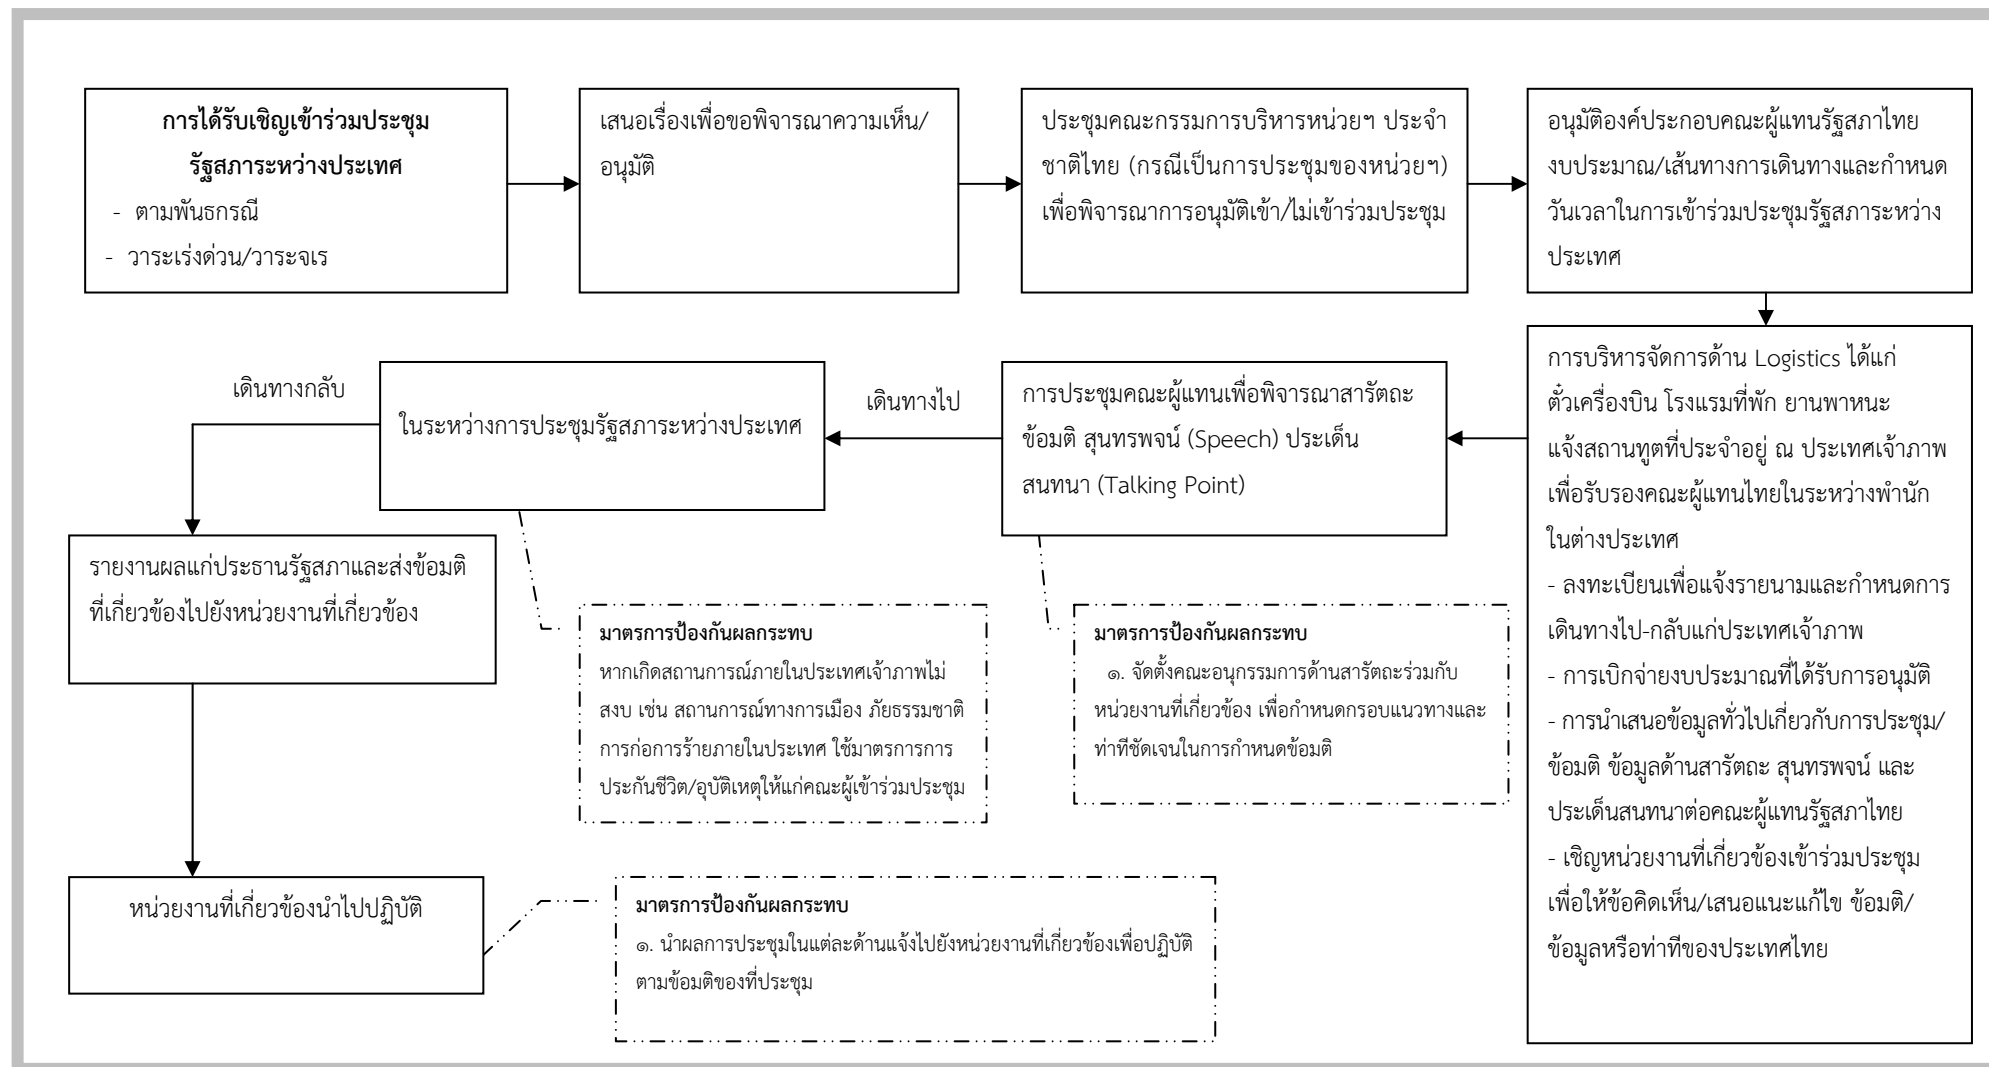 การได้รับเชิญเข้าร่วมประชุม
รัฐสภาระหว่างประเทศ
- ตามพันธกรณี
- วาระเร่งด่วน/วาระจเร
เสนอเรื่องเพื่อขอพิจารณาความเห็น/
อนุมัติ
ประชุมคณะกรรมการบริหารหน่วยฯ ประจำ
ชาติไทย (กรณีเป็นการประชุมของหน่วยฯ)
เพื่อพิจารณาการอนุมัติเข้า/ไม่เข้าร่วมประชุม
อนุมัติองค์ประกอบคณะผู้แทนรัฐสภาไทย
งบประมาณ/เส้นทางการเดินทางและกำหนด
วันเวลาในการเข้าร่วมประชุมรัฐสภาระหว่าง
ประเทศ
การบริหารจัดการด้าน Logistics ได้แก่
ตั๋วเครื่องบิน โรงแรมที่พัก ยานพาหนะ
แจ้งสถานทูตที่ประจำอยู่ ณ ประเทศเจ้าภาพ
เพื่อรับรองคณะผู้แทนไทยในระหว่างพำนัก
ในต่างประเทศ
- ลงทะเบียนเพื่อแจ้งรายนามและกำหนดการ
เดินทางไป-กลับแก่ประเทศเจ้าภาพ
- การเบิกจ่ายงบประมาณที่ได้รับการอนุมัติ
- การนำเสนอข้อมูลทั่วไปเกี่ยวกับการประชุม/
ข้อมติ ข้อมูลด้านสารัตถะ สุนทรพจน์ และ
ประเด็นสนทนาต่อคณะผู้แทนรัฐสภาไทย
- เชิญหน่วยงานที่เกี่ยวข้องเข้าร่วมประชุม
เพื่อให้ข้อคิดเห็น/เสนอแนะแก้ไข ข้อมติ/
ข้อมูลหรือท่าทีของประเทศไทย
การประชุมคณะผู้แทนเพื่อพิจารณาสารัตถะ
ข้อมติ สุนทรพจน์ (Speech) ประเด็น
สนทนา (Talking Point)
เดินทางไป
ในระหว่างการประชุมรัฐสภาระหว่างประเทศ
เดินทางกลับ
รายงานผลแก่ประธานรัฐสภาและส่งข้อมติ
ที่เกี่ยวข้องไปยังหน่วยงานที่เกี่ยวข้อง
มาตรการป้องกันผลกระทบ
หากเกิดสถานการณ์ภายในประเทศเจ้าภาพไม่
สงบ เช่น สถานการณ์ทางการเมือง ภัยธรรมชาติ
การก่อการร้ายภายในประเทศ ใช้มาตรการการ
ประกันชีวิต/อุบัติเหตุให้แก่คณะผู้เข้าร่วมประชุม
มาตรการป้องกันผลกระทบ
๑. จัดตั้งคณะอนุกรรมการด้านสารัตถะร่วมกับ
หน่วยงานที่เกี่ยวข้อง เพื่อกำหนดกรอบแนวทางและ
ท่าทีชัดเจนในการกำหนดข้อมติ
หน่วยงานที่เกี่ยวข้องนำไปปฏิบัติ
มาตรการป้องกันผลกระทบ
๑. นำผลการประชุมในแต่ละด้านแจ้งไปยังหน่วยงานที่เกี่ยวข้องเพื่อปฏิบัติ
ตามข้อมติของที่ประชุม